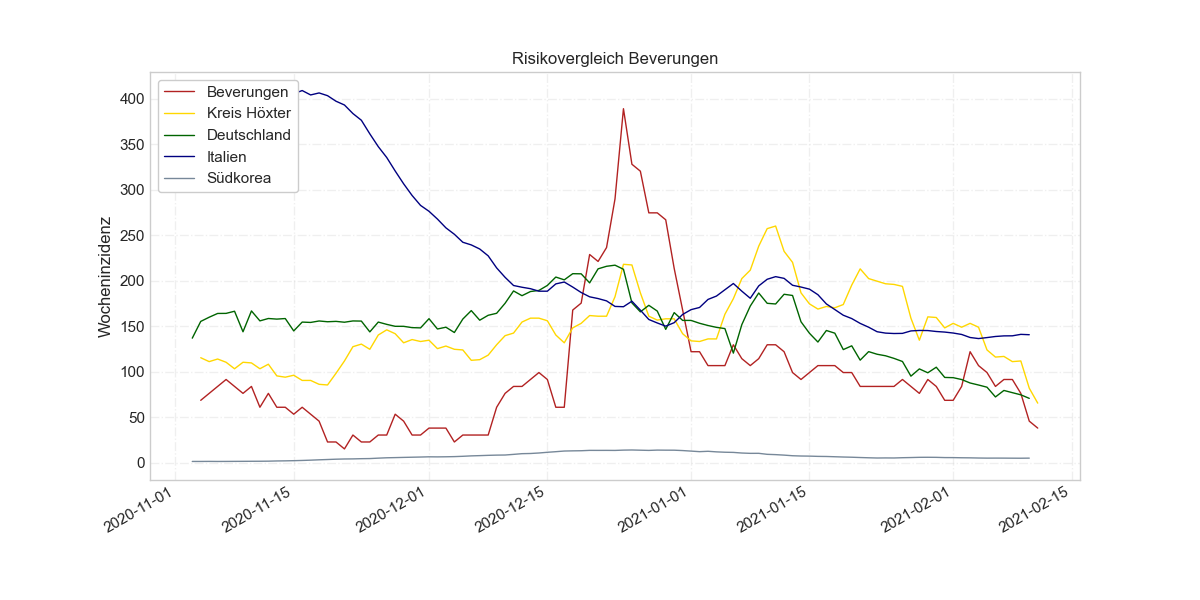 Risikovergleich Beverungen
Beverungen
Kreis Höxter
Deutschland
Italien
Südkorea
Wocheninzidenz
400
350
300
250
200
150
100
50
0
2020-11-01
2020-11-15
2020-12-01
2020-12-15
2021-01-01
2021-01-15
2021-02-01
2021-02-15